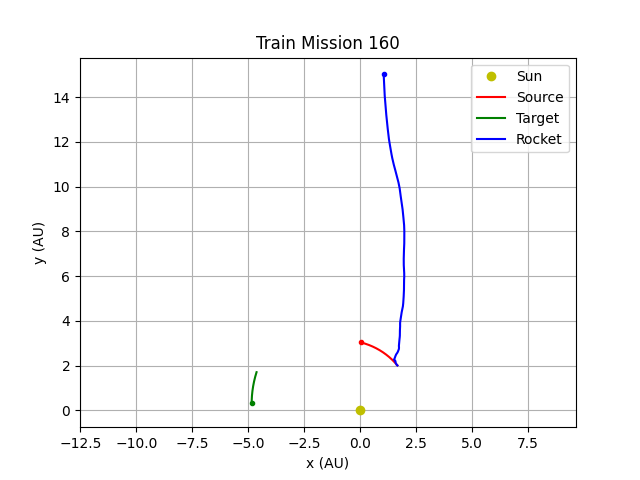 Train Mission 160
Sun
Source
Target
Rocket
14
12
10
8
6
4
2
0
y (AU)
−12.5 −10.0 −7.5 −5.0 −2.5 0.0 2.5 5.0 7.5
x (AU)